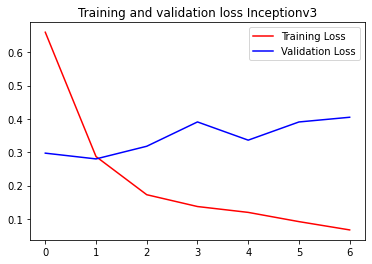 Training and validation loss Inceptionv3
Training Loss
Validation Loss
0.6
0.5
0.4
0.3
0.2
0.1
0 1 2 3 4 5 6